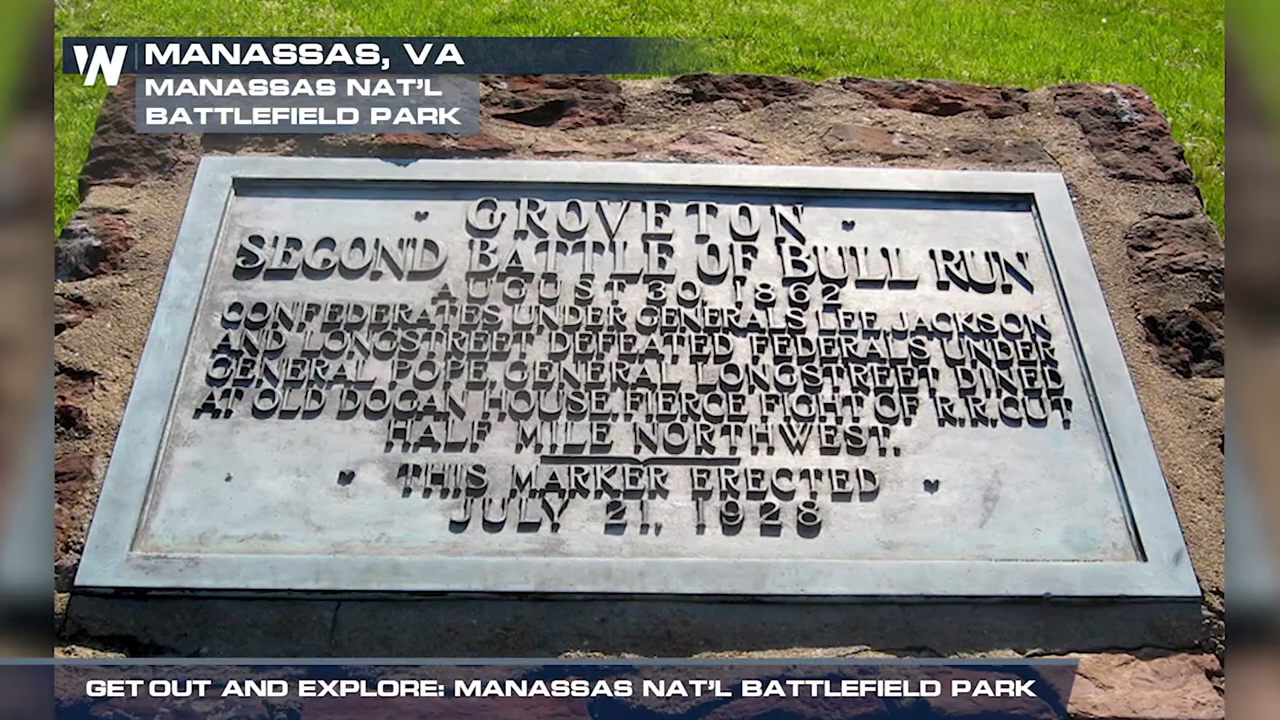 W
MANASSAS, VA
MANASSAS NAT'L
BATTLEFIELD PARK
GROVETON
SECOND BATTLE OF BULL RUN
AUGUST 30, 1862
CONFEDERATES UNDER GENERALS LEE, JACKSON
AND LONGSTREET DEFEATED FEDERALS UNDER
GENERAL POPE. GENERAL LONGSTREET DINED
AT OLD DOGAN HOUSE. FIERCE FIGHT OF R.R. CUT
HALF MILE NORTHWEST.
THIS MARKER ERECTED
JULY 21, 1928
GET OUT AND EXPLORE: MANASSAS NAT'L BATTLEFIELD PARK